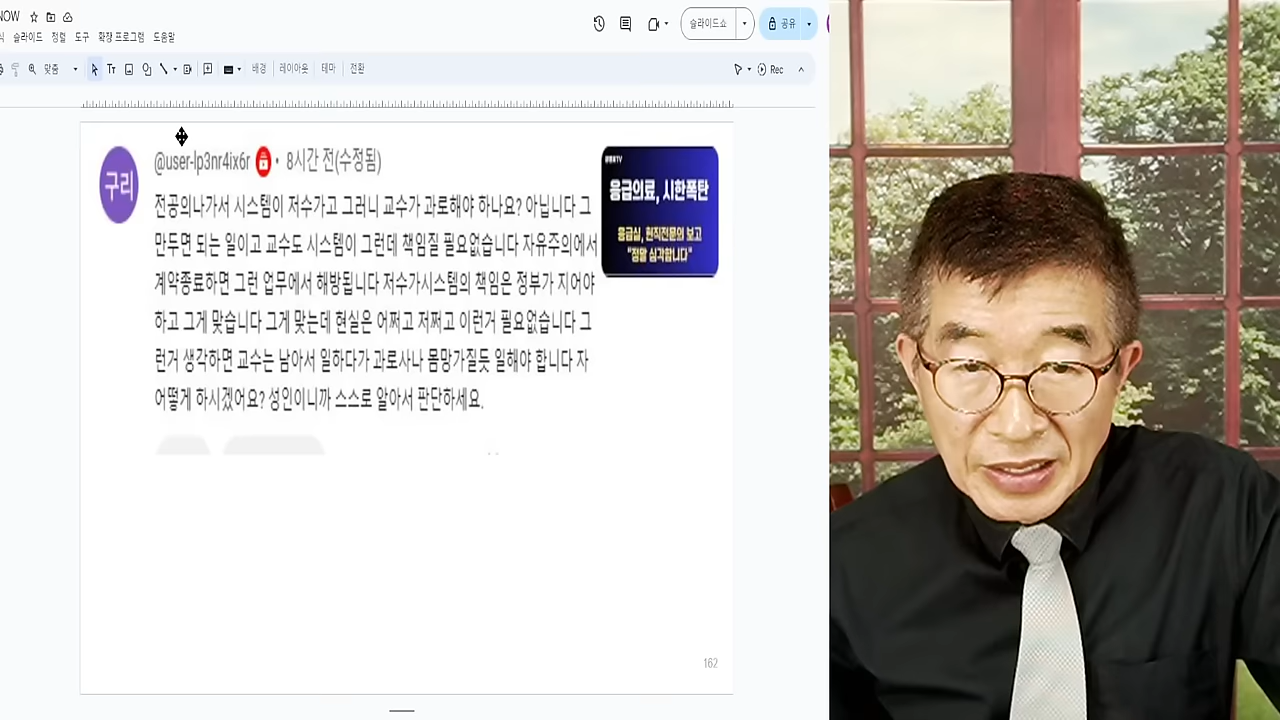 NOW
슬라이드쇼
공유
식 슬라이드 정렬 도구 확장 프로그램 도움말
맞춤 Tr 배경 레이아웃 테마 전환 Rec
구리
@user-lp3nr4ix6r · 8시간 전(수정됨)
전공의나가서 시스템이 저수가고 그러니 교수가 과로해야 하나요? 아닙니다 그
만두면 되는 일이고 교수도 시스템이 그런데 책임질 필요없습니다 자유주의에서
계약종료하면 그런 업무에서 해방됩니다 저수가시스템의 책임은 정부가 지어야
하고 그게 맞습니다 그게 맞는데 현실은 어쩌고 저쩌고 이런거 필요없습니다 그
런거 생각하면 교수는 남아서 일하다가 과로사나 몸망가질듯 일해야 합니다 자
어떻게 하시겠어요? 성인이니까 스스로 알아서 판단하세요.
응급의료, 시한폭탄
응급실, 현직전문의 보고
"정말 심각합니다"
162